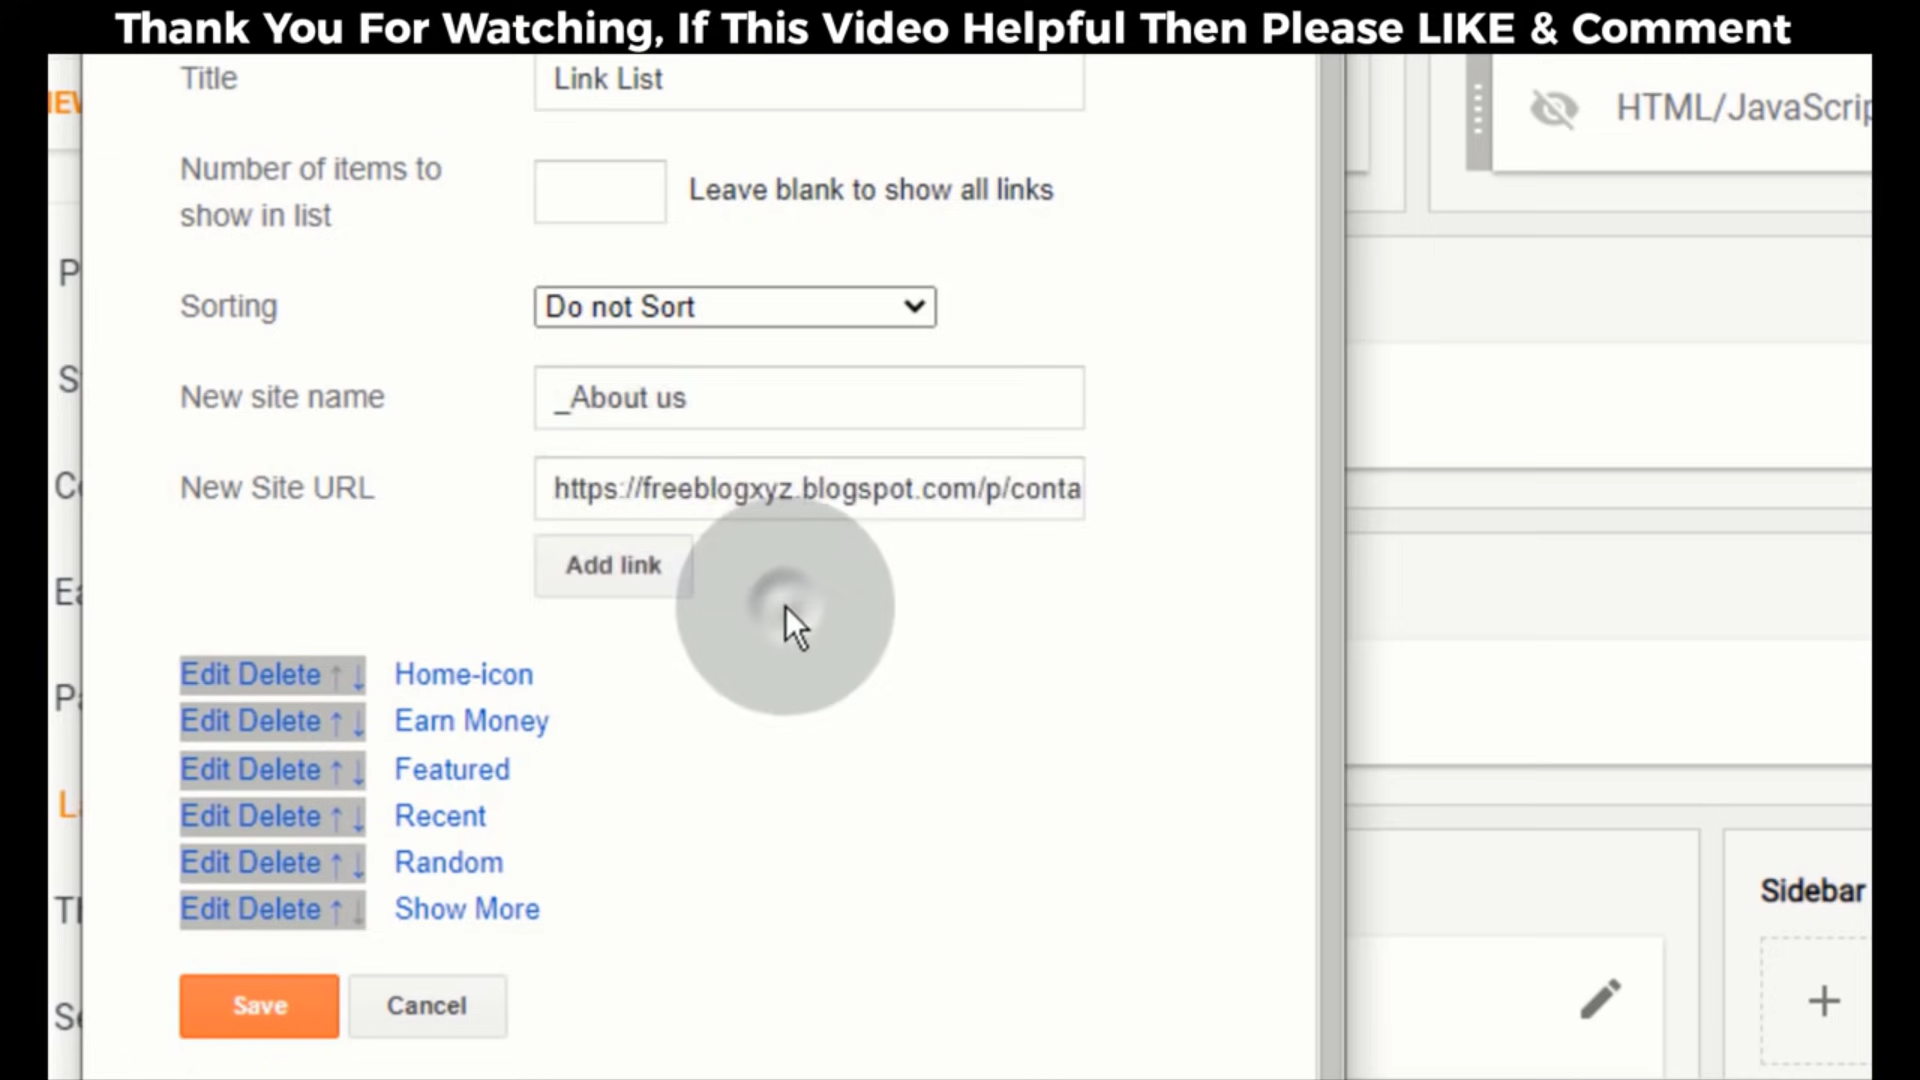 Thank You For Watching, If This Video Helpful Then Please LIKE & Comment
Title
Link List
HTML/JavaScrip
Number of items to
show in list
Leave blank to show all links
Sorting
Do not Sort
New site name
_About us
New Site URL
https://freeblogxyz.blogspot.com/p/conta
Add link
Edit Delete ↑ ↓ Home-icon
Edit Delete ↑ ↓ Earn Money
Edit Delete ↑ ↓ Featured
Edit Delete ↑ ↓ Recent
Edit Delete ↑ ↓ Random
Edit Delete ↑ ↓ Show More
Sidebar
Save
Cancel